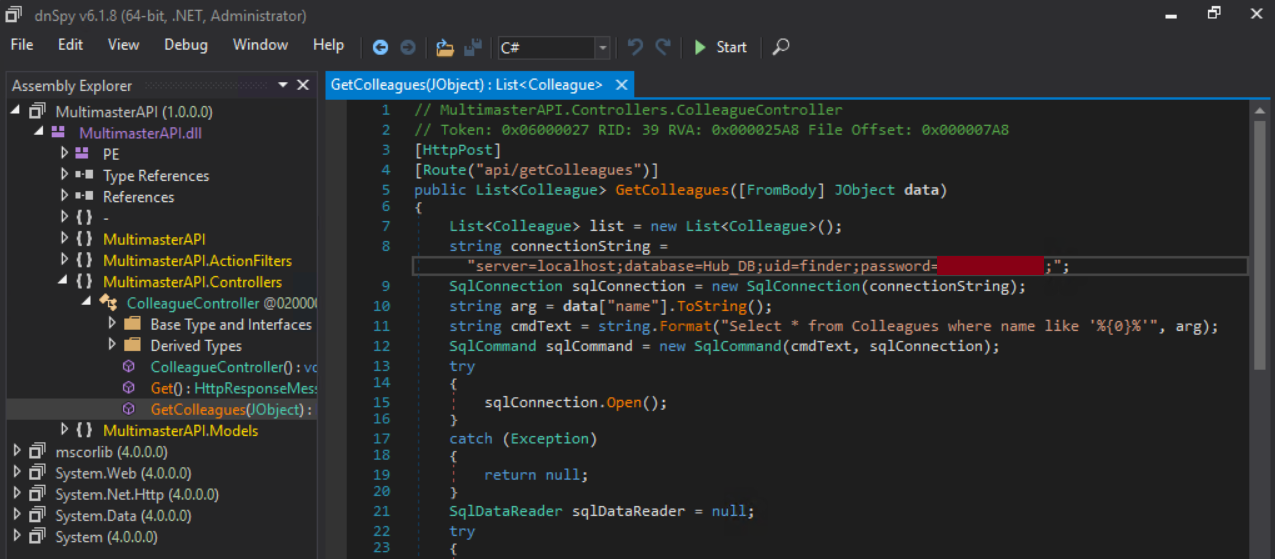 dnSpy v6.1.8 (64-bit, .NET, Administrator)
File Edit View Debug Window Help C# Start
Assembly Explorer
MultimasterAPI (1.0.0.0)
MultimasterAPI.dll
PE
Type References
References
-
MultimasterAPI
MultimasterAPI.ActionFilters
MultimasterAPI.Controllers
ColleagueController @020000
Base Type and Interfaces
Derived Types
ColleagueController() : vo
Get() : HttpResponseMess
GetColleagues(JObject) :
MultimasterAPI.Models
mscorlib (4.0.0.0)
System.Web (4.0.0.0)
System.Net.Http (4.0.0.0)
System.Data (4.0.0.0)
System (4.0.0.0)
GetColleagues(JObject) : List<Colleague>
1 // MultimasterAPI.Controllers.ColleagueController
2 // Token: 0x06000027 RID: 39 RVA: 0x000025A8 File Offset: 0x000007A8
3 [HttpPost]
4 [Route("api/getColleagues")]
5 public List<Colleague> GetColleagues([FromBody] JObject data)
6 {
7 List<Colleague> list = new List<Colleague>();
8 string connectionString =
"server=localhost;database=Hub_DB;uid=finder;password= ;";
9 SqlConnection sqlConnection = new SqlConnection(connectionString);
10 string arg = data["name"].ToString();
11 string cmdText = string.Format("Select * from Colleagues where name like '%{0}%'", arg);
12 SqlCommand sqlCommand = new SqlCommand(cmdText, sqlConnection);
13 try
14 {
15 sqlConnection.Open();
16 }
17 catch (Exception)
18 {
19 return null;
20 }
21 SqlDataReader sqlDataReader = null;
22 try
23 {